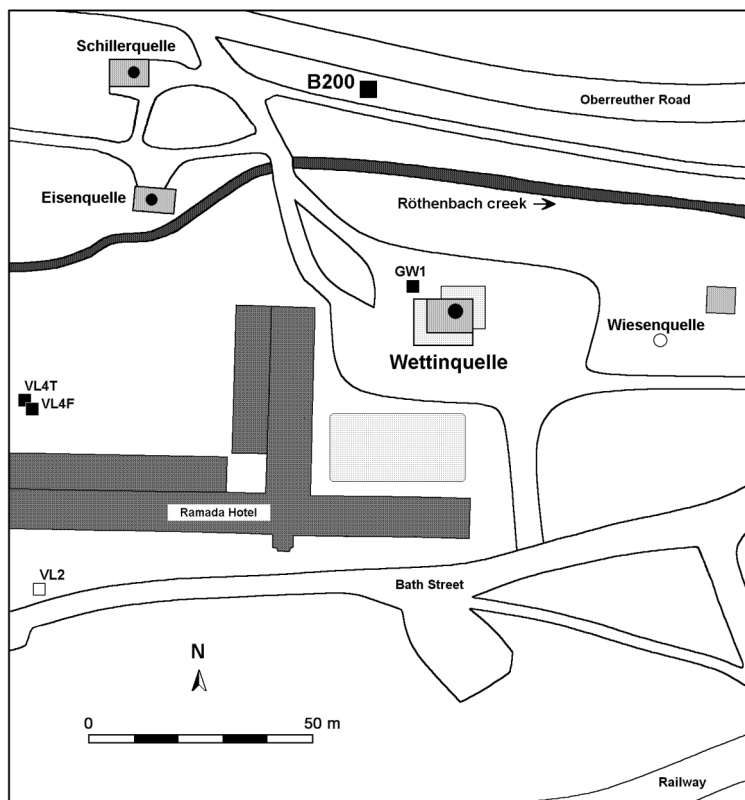 Schillerquelle
B200
Oberreuther Road
Eisenquelle
Röthenbach creek
GW1
Wiesenquelle
Wettinquelle
VL4T
VL4F
Ramada Hotel
VL2
Bath Street
N
0 50 m
Railway